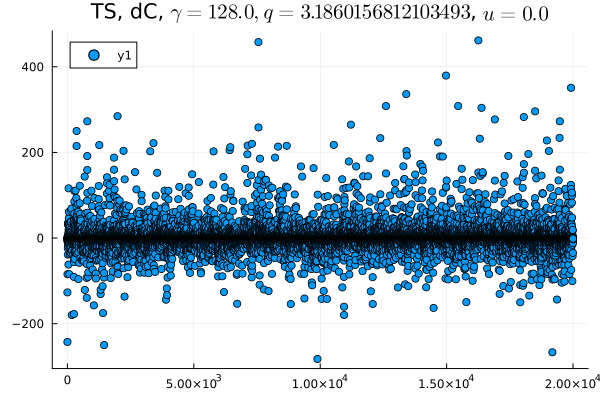 TS, dC, γ = 128.0, q = 3.1860156812103493, u = 0.0
y1
400
200
0
−200
0 5.00×10³ 1.00×10⁴ 1.50×10⁴ 2.00×10⁴